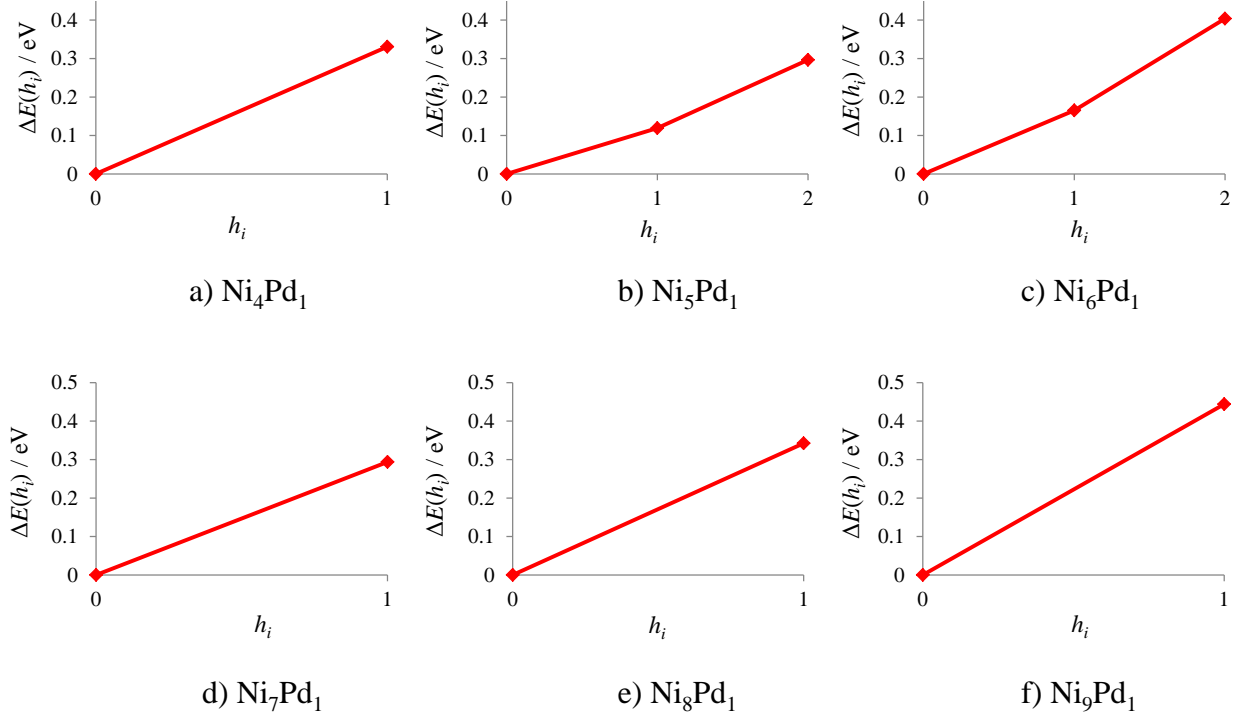 ΔE(hᵢ) / eV
0.4
0.3
0.2
0.1
0
0
1
hᵢ
a) Ni₄Pd₁
ΔE(hᵢ) / eV
0.4
0.3
0.2
0.1
0
0
1
2
hᵢ
b) Ni₅Pd₁
ΔE(hᵢ) / eV
0.4
0.3
0.2
0.1
0
0
1
2
hᵢ
c) Ni₆Pd₁
ΔE(hᵢ) / eV
0.5
0.4
0.3
0.2
0.1
0
0
1
hᵢ
d) Ni₇Pd₁
ΔE(hᵢ) / eV
0.5
0.4
0.3
0.2
0.1
0
0
1
hᵢ
e) Ni₈Pd₁
ΔE(hᵢ) / eV
0.5
0.4
0.3
0.2
0.1
0
0
1
hᵢ
f) Ni₉Pd₁